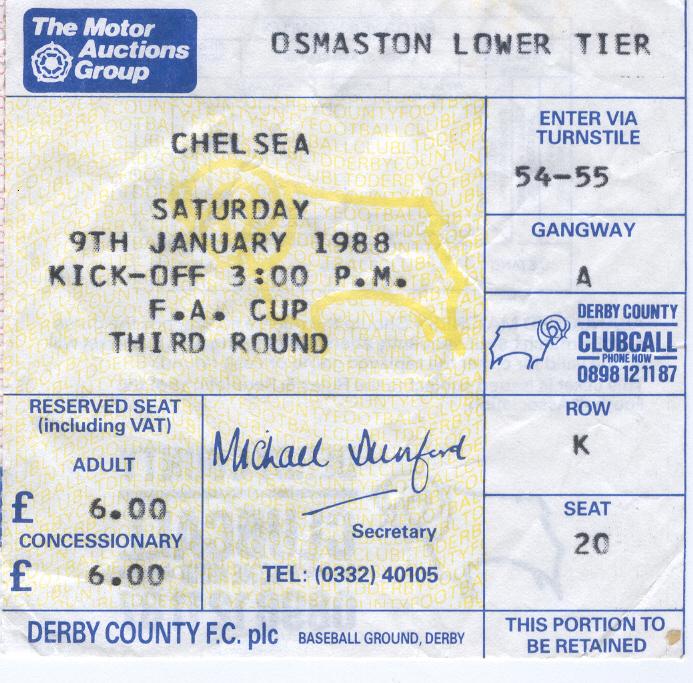 The Motor
Auctions
Group
OSMASTON LOWER TIER
CHELSEA
SATURDAY
9TH JANUARY 1988
KICK-OFF 3:00 P.M.
F.A. CUP
THIRD ROUND
ENTER VIA
TURNSTILE
54-55
GANGWAY
A
DERBY COUNTY
CLUBCALL
PHONE NOW
0898 12 11 87
RESERVED SEAT
(including VAT)
ADULT
£ 6.00
CONCESSIONARY
£ 6.00
Michael Dunford
Secretary
TEL: (0332) 40105
ROW
K
SEAT
20
DERBY COUNTY F.C. plc BASEBALL GROUND, DERBY
THIS PORTION TO
BE RETAINED